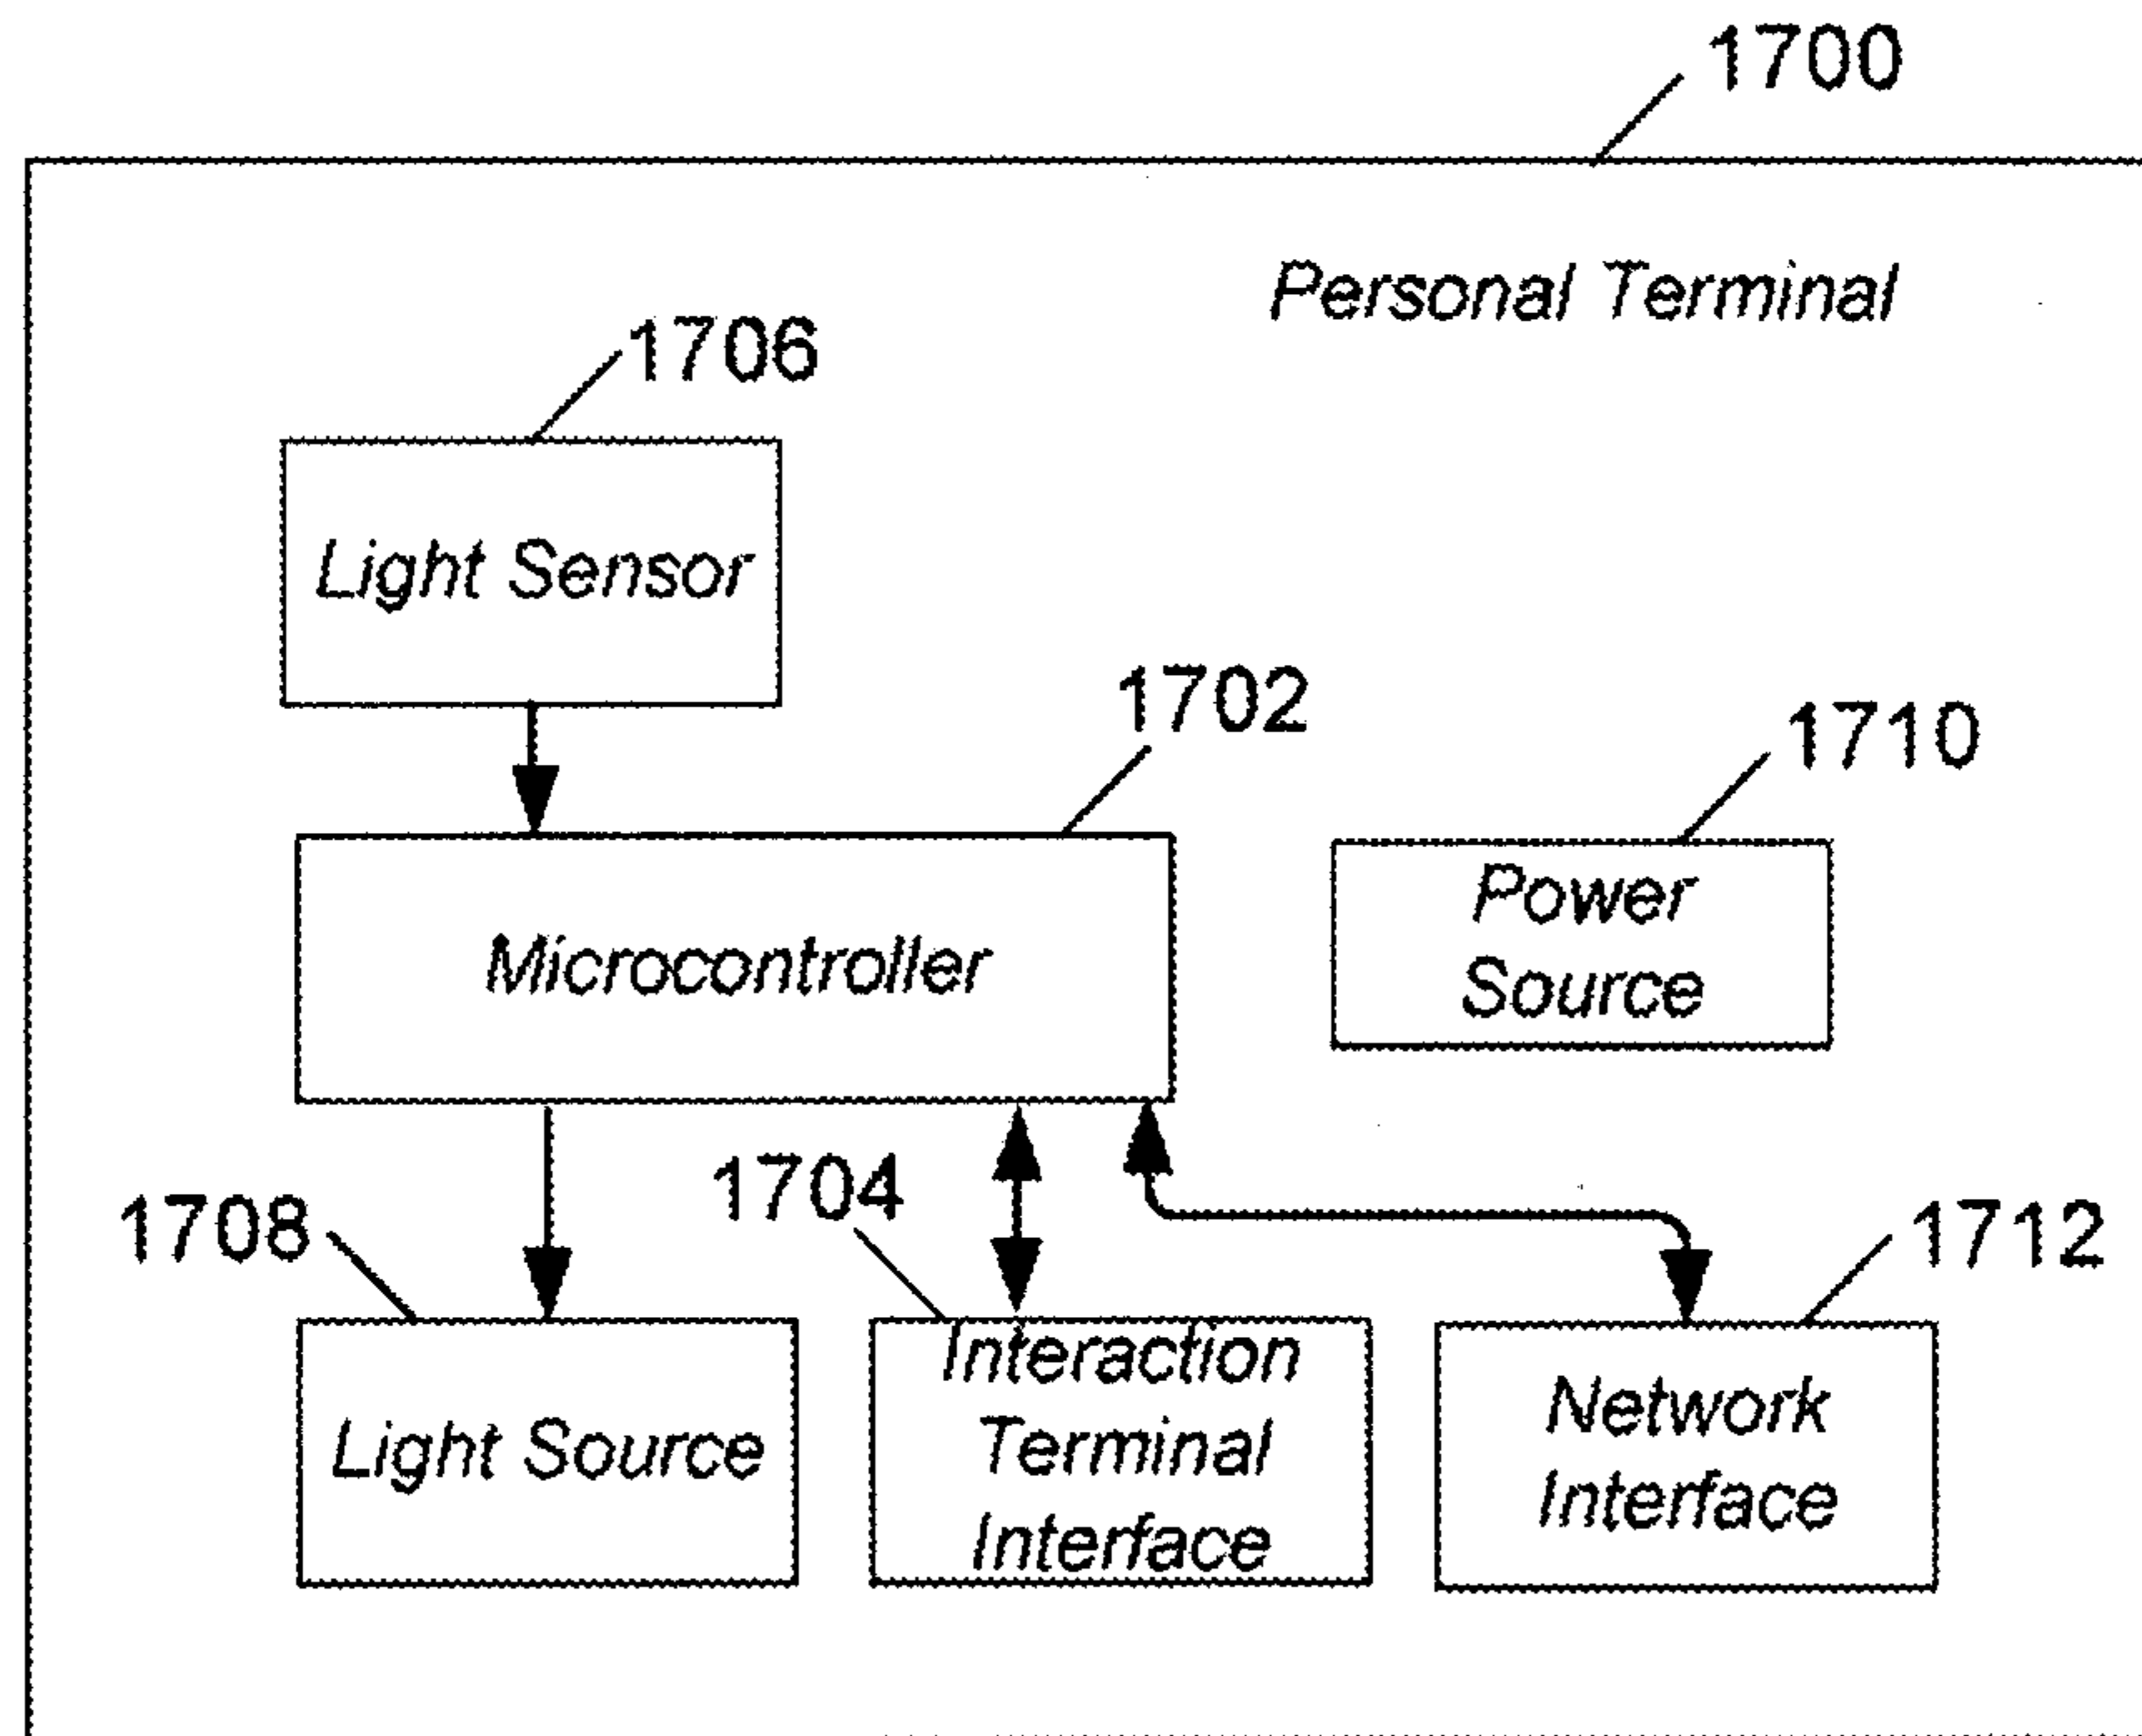 1700
Personal Terminal
1706
Light Sensor
1702
1710
Microcontroller
Power
Source
1708
1704
1712
Light Source
Interaction
Terminal
Interface
Network
Interface